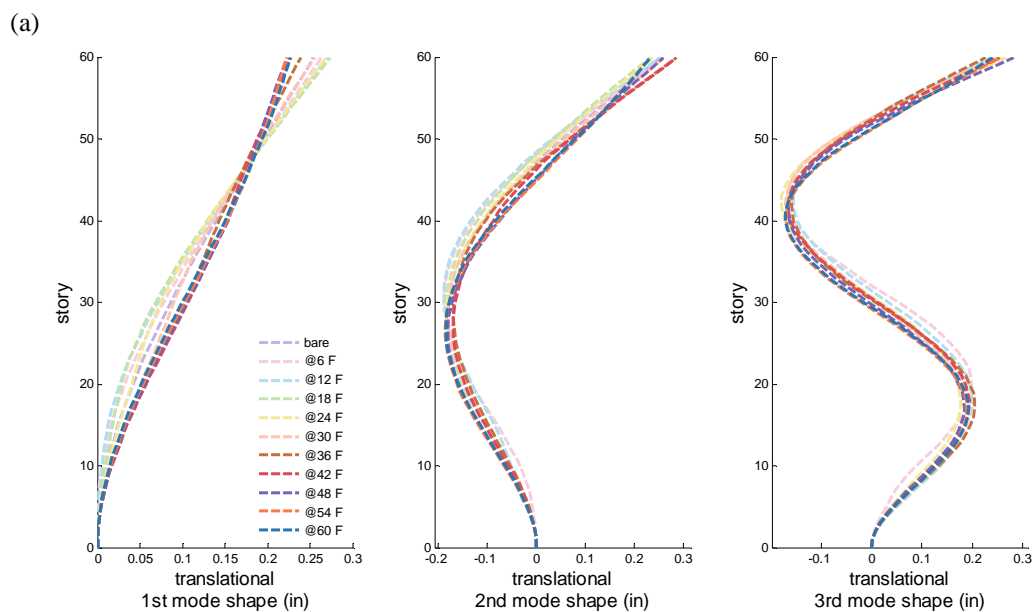 (a)
60
50
40
30
20
10
0
story
0
0.05
0.1
0.15
0.2
0.25
0.3
translational
1st mode shape (in)
bare
@6 F
@12 F
@18 F
@24 F
@30 F
@36 F
@42 F
@48 F
@54 F
@60 F
60
50
40
30
20
10
0
story
-0.2
-0.1
0
0.1
0.2
0.3
translational
2nd mode shape (in)
60
50
40
30
20
10
0
story
-0.1
0
0.1
0.2
0.3
translational
3rd mode shape (in)